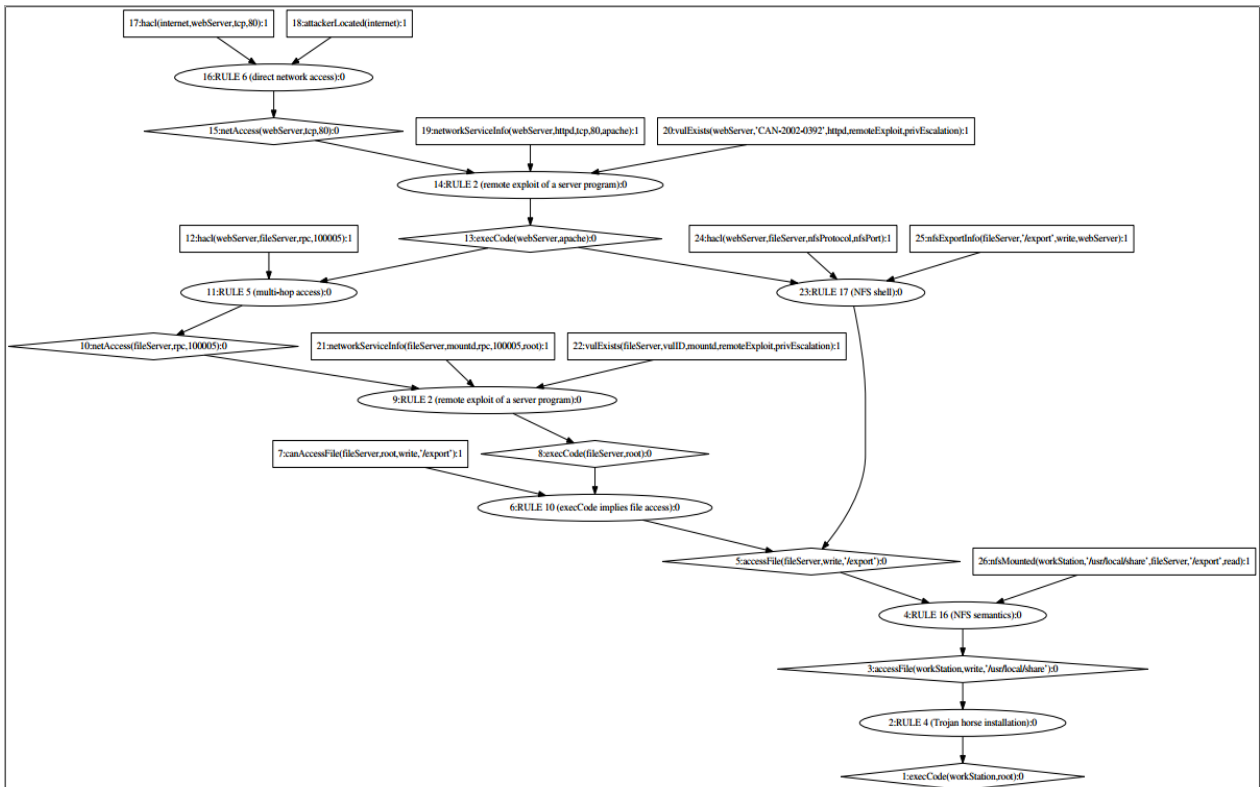 17:hacl(internet,webServer,tcp,80):1
18:attackerLocated(internet):1
16:RULE 6 (direct network access):0
15:netAccess(webServer,tcp,80):0
19:networkServiceInfo(webServer,httpd,tcp,80,apache):1
20:vulExists(webServer,'CAN-2002-0392',httpd,remoteExploit,privEscalation):1
14:RULE 2 (remote exploit of a server program):0
12:hacl(webServer,fileServer,rpc,100005):1
13:execCode(webServer,apache):0
24:hacl(webServer,fileServer,nfsProtocol,nfsPort):1
25:nfsExportInfo(fileServer,'/export',write,webServer):1
11:RULE 5 (multi-hop access):0
23:RULE 17 (NFS shell):0
10:netAccess(fileServer,rpc,100005):0
21:networkServiceInfo(fileServer,mountd,rpc,100005,root):1
22:vulExists(fileServer,vulID,mountd,remoteExploit,privEscalation):1
9:RULE 2 (remote exploit of a server program):0
7:canAccessFile(fileServer,root,write,'/export'):1
8:execCode(fileServer,root):0
6:RULE 10 (execCode implies file access):0
5:accessFile(fileServer,write,'/export'):0
26:nfsMounted(workStation,'/usr/local/share',fileServer,'/export',read):1
4:RULE 16 (NFS semantics):0
3:accessFile(workStation,write,'/usr/local/share'):0
2:RULE 4 (Trojan horse installation):0
1:execCode(workStation,root):0